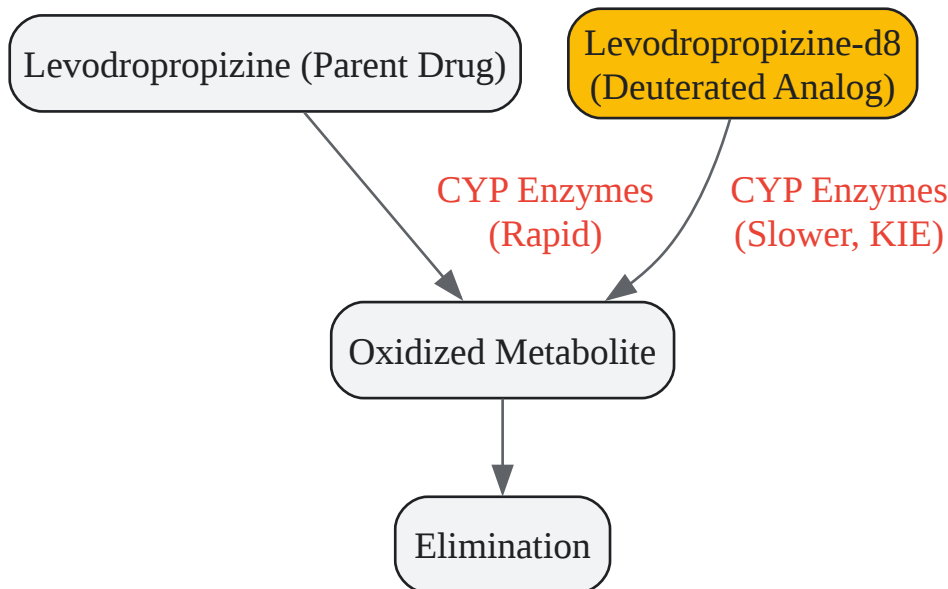 Levodropropizine (Parent Drug)
Levodropropizine-d8
(Deuterated Analog)
CYP Enzymes
(Rapid)
CYP Enzymes
(Slower, KIE)
Oxidized Metabolite
Elimination